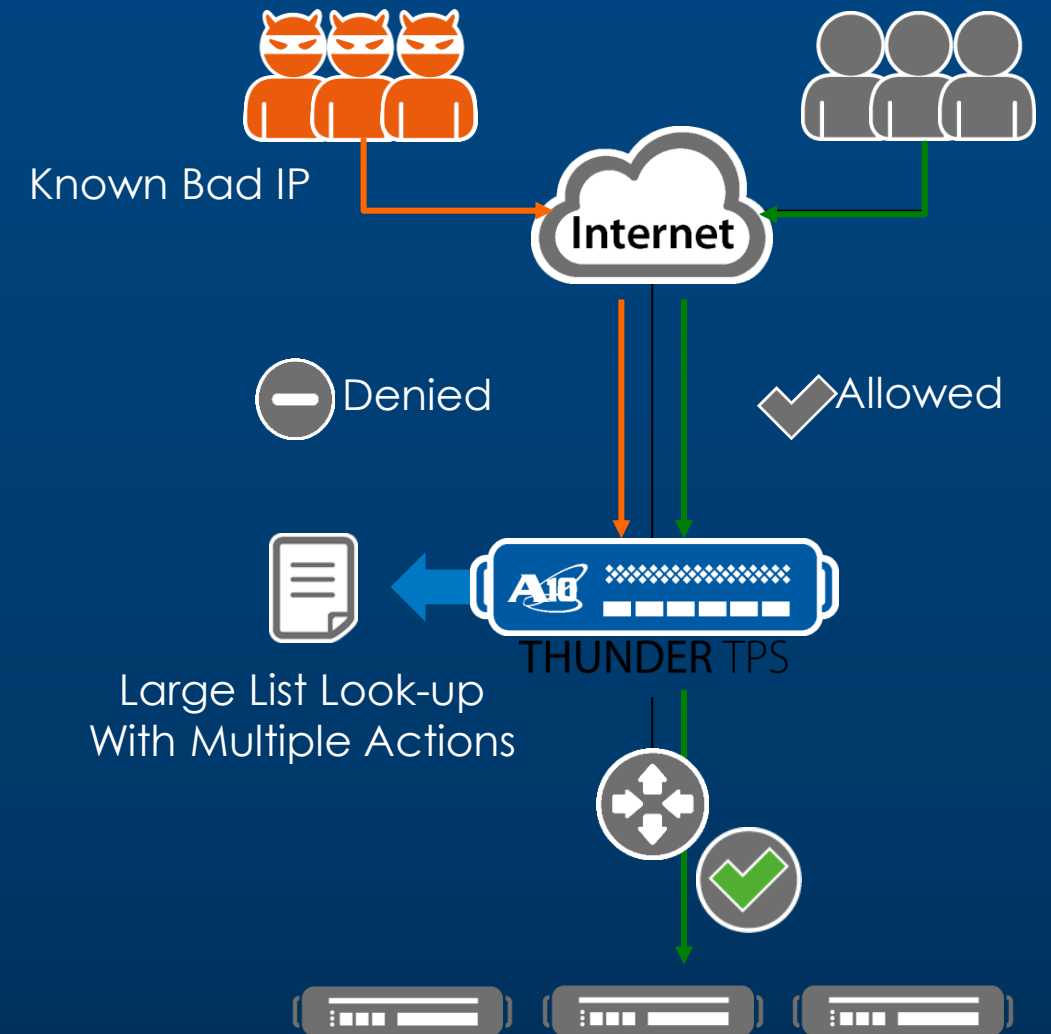 Known Bad IP
Internet
Denied
Allowed
A10
THUNDER TPS
Large List Look-up
With Multiple Actions